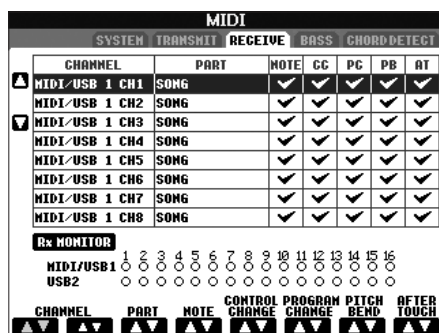 MIDI
SYSTEM TRANSMIT RECEIVE BASS CHORD DETECT
CHANNEL PART NOTE CC PC PB AT
MIDI/USB 1 CH1 SONG
MIDI/USB 1 CH2 SONG
MIDI/USB 1 CH3 SONG
MIDI/USB 1 CH4 SONG
MIDI/USB 1 CH5 SONG
MIDI/USB 1 CH6 SONG
MIDI/USB 1 CH7 SONG
MIDI/USB 1 CH8 SONG
Rx MONITOR
1 2 3 4 5 6 7 8 9 10 11 12 13 14 15 16
MIDI/USB1
USB2
CHANNEL PART NOTE CONTROL CHANGE PROGRAM CHANGE PITCH BEND AFTER TOUCH